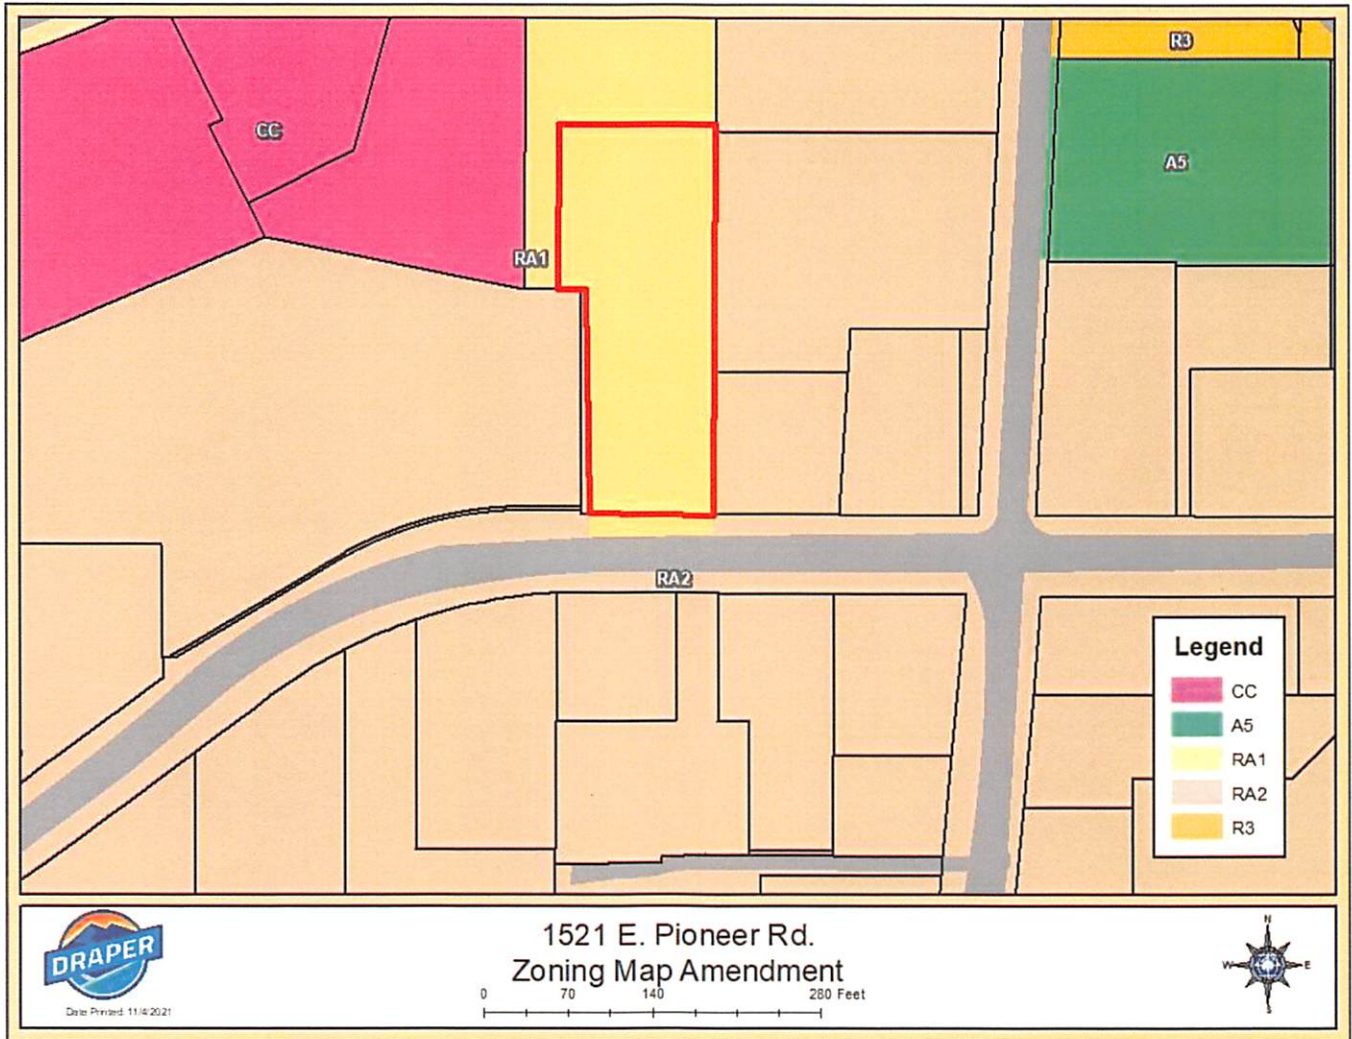 R3
CC
A5
RA1
RA2
Legend
CC
A5
RA1
RA2
R3
DRAPER
Date Printed: 11/4/2021
1521 E. Pioneer Rd.
Zoning Map Amendment
0 70 140 280 Feet
N
W E
S